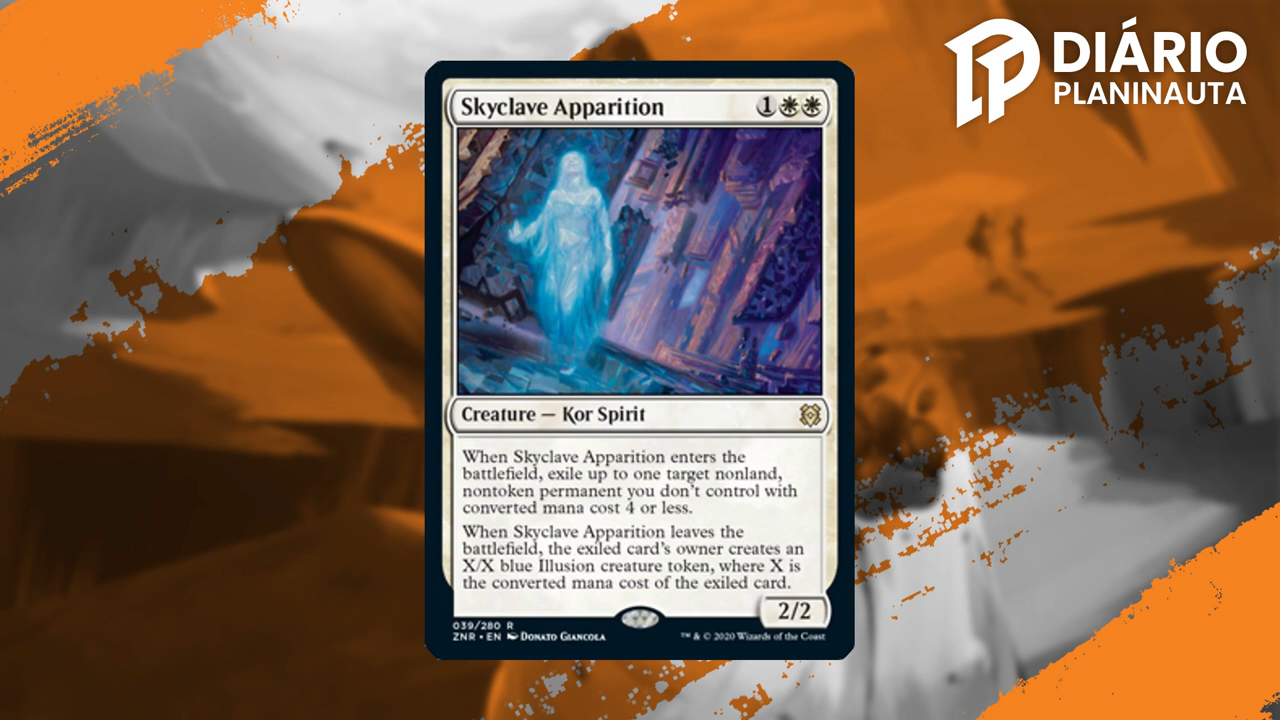 DIÁRIO
PLANINAUTA
Skyclave Apparition 1
Creature — Kor Spirit
When Skyclave Apparition enters the
battlefield, exile up to one target nonland,
nontoken permanent you don't control with
converted mana cost 4 or less.
When Skyclave Apparition leaves the
battlefield, the exiled card's owner creates an
X/X blue Illusion creature token, where X is
the converted mana cost of the exiled card.
2/2
039/280 R
ZNR • EN Donato Giancola
™ & © 2020 Wizards of the Coast